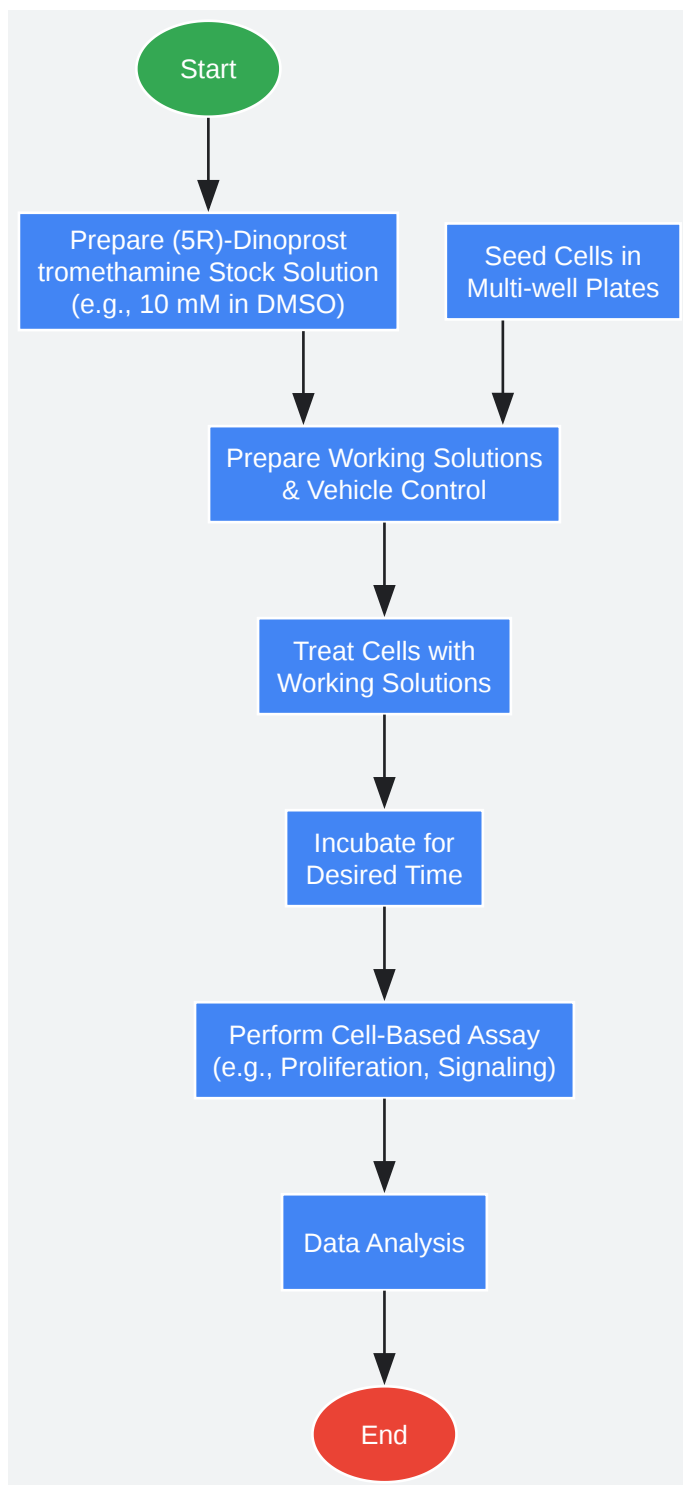 Start
Prepare (5R)-Dinoprost
tromethamine Stock Solution
(e.g., 10 mM in DMSO)
Seed Cells in
Multi-well Plates
Prepare Working Solutions
& Vehicle Control
Treat Cells with
Working Solutions
Incubate for
Desired Time
Perform Cell-Based Assay
(e.g., Proliferation, Signaling)
Data Analysis
End